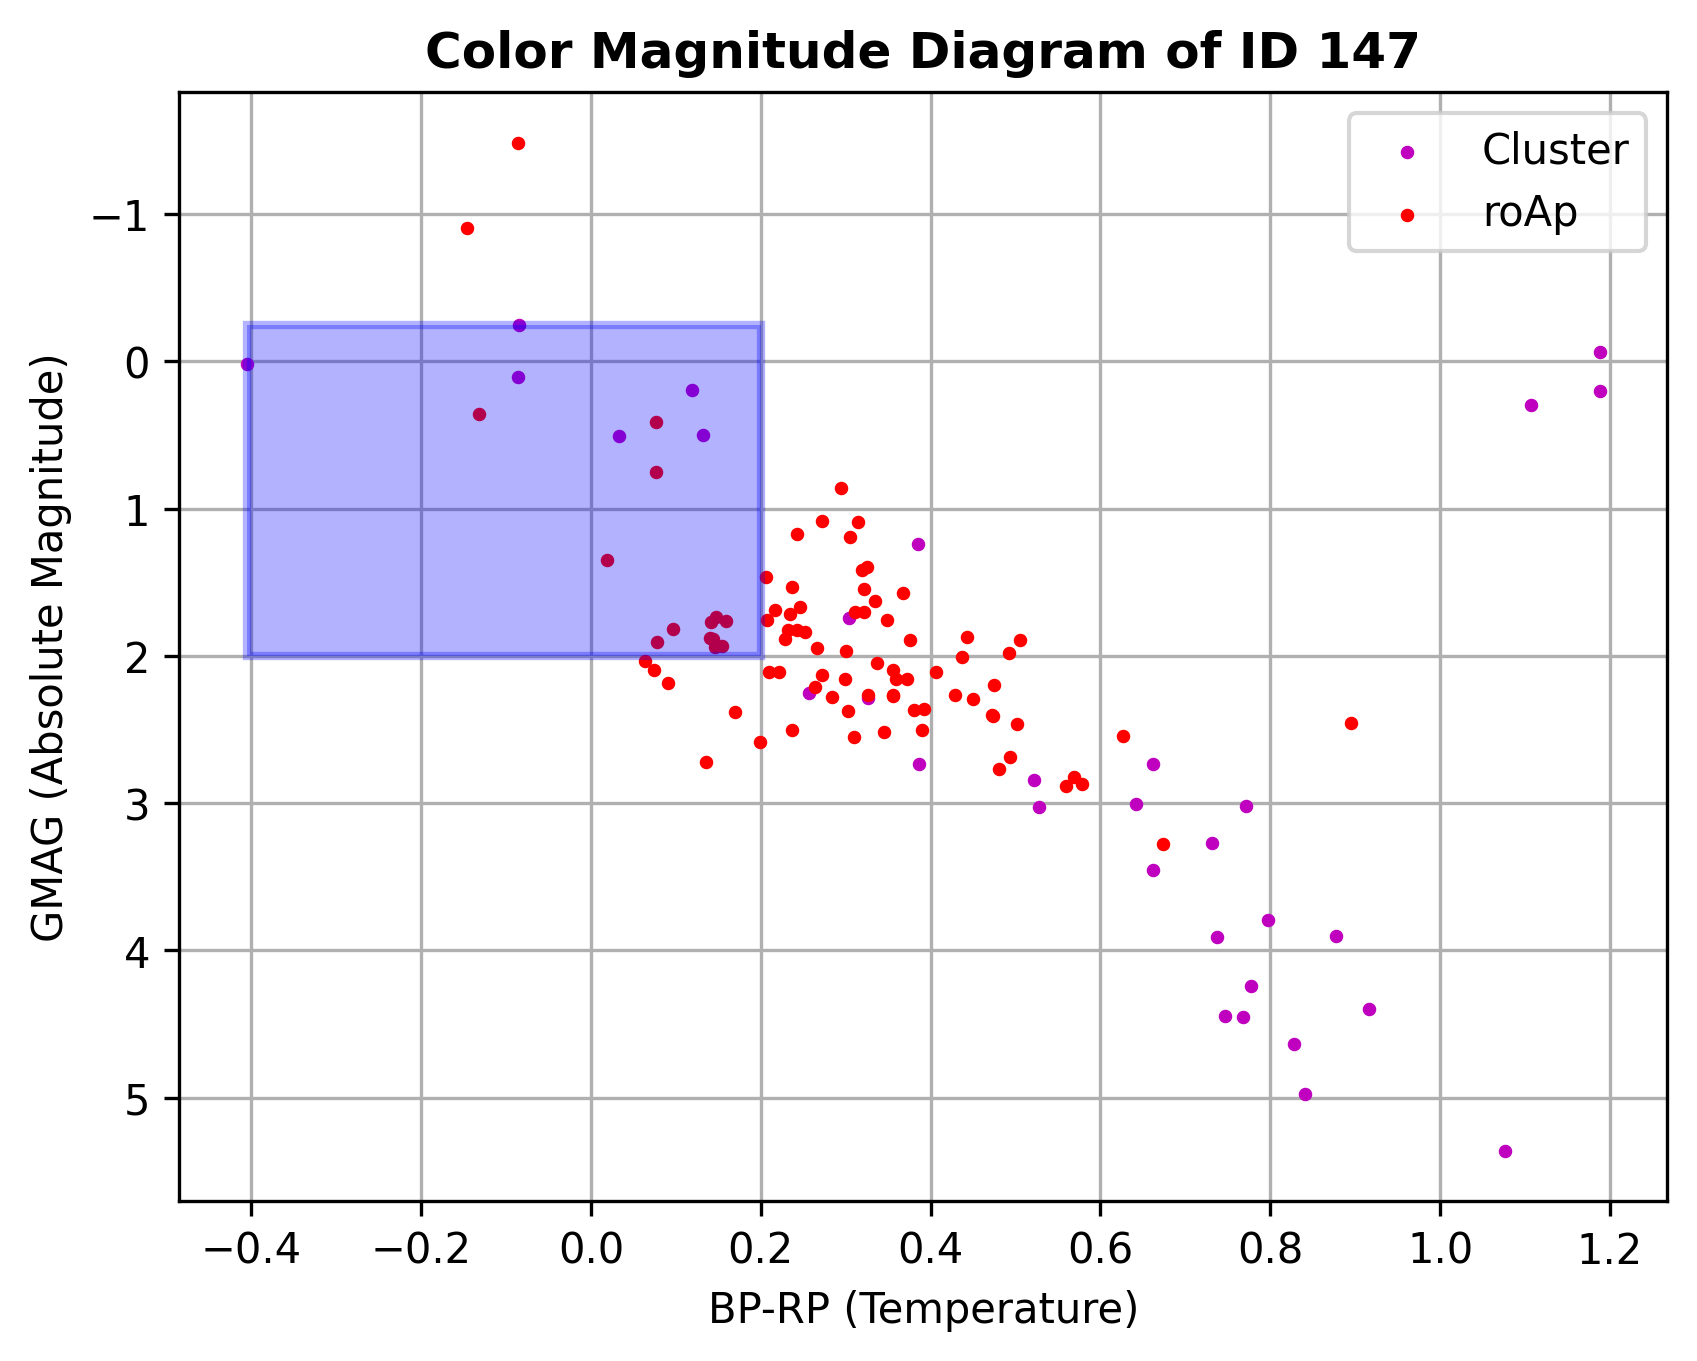 Color Magnitude Diagram of ID 147
Cluster
roAp
GMAG (Absolute Magnitude)
−1
0
1
2
3
4
5
−0.4 −0.2 0.0 0.2 0.4 0.6 0.8 1.0 1.2
BP-RP (Temperature)